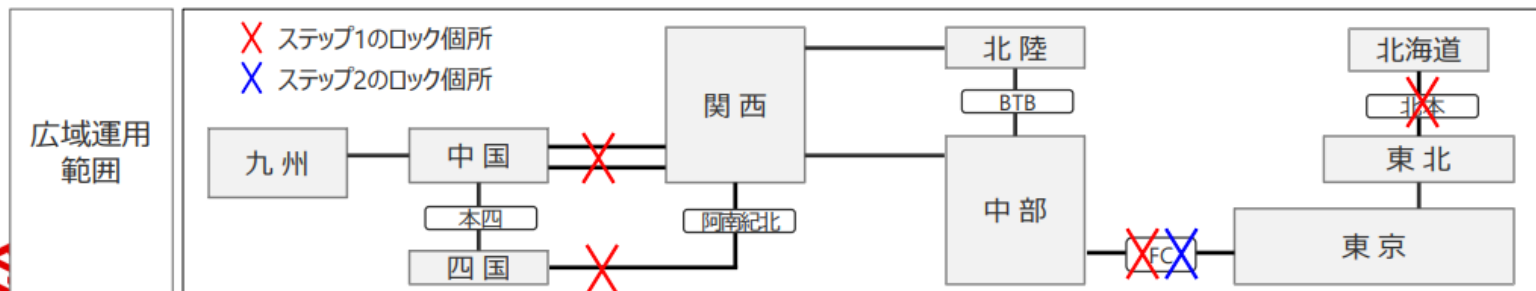 広域運用
範囲
ステップ1のロック個所
ステップ2のロック個所
九州
中国
本四
四国
関西
阿南紀北
北陸
BTB
中部
FC
北海道
北本
東北
東京